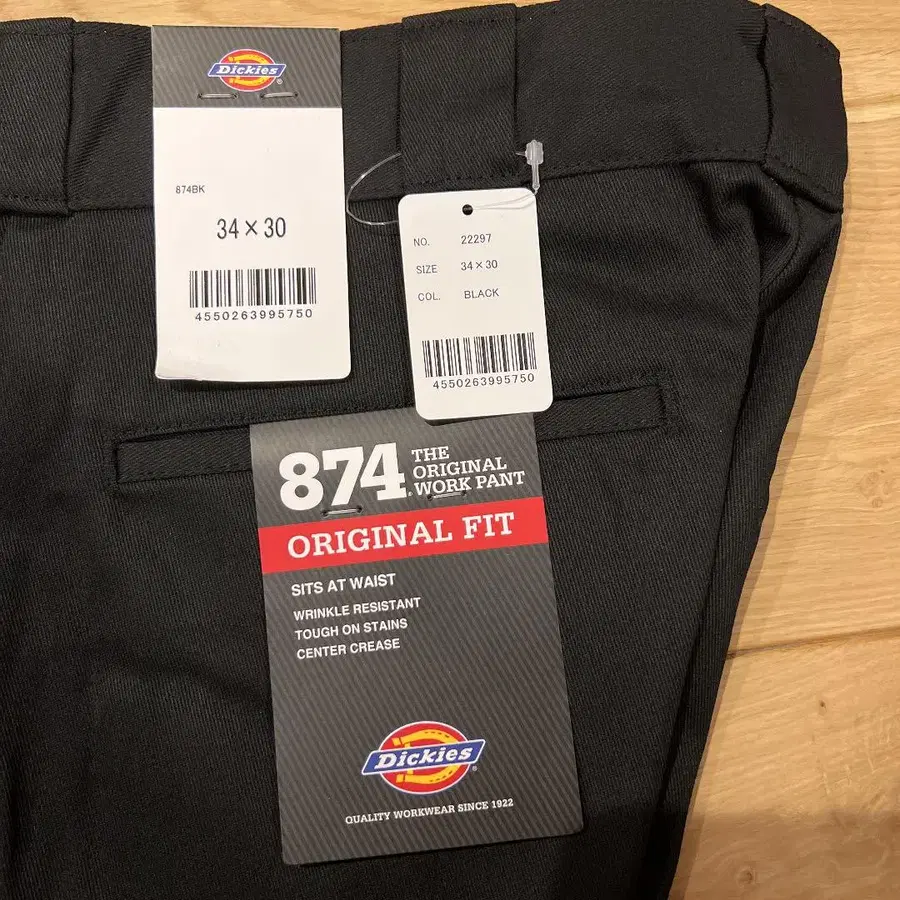 Dickies
874BK
34×30
4550263995750
NO. 22297
SIZE 34×30
COL. BLACK
4550263995750
874 THE
ORIGINAL
WORK PANT
ORIGINAL FIT
SITS AT WAIST
WRINKLE RESISTANT
TOUGH ON STAINS
CENTER CREASE
Dickies
QUALITY WORKWEAR SINCE 1922